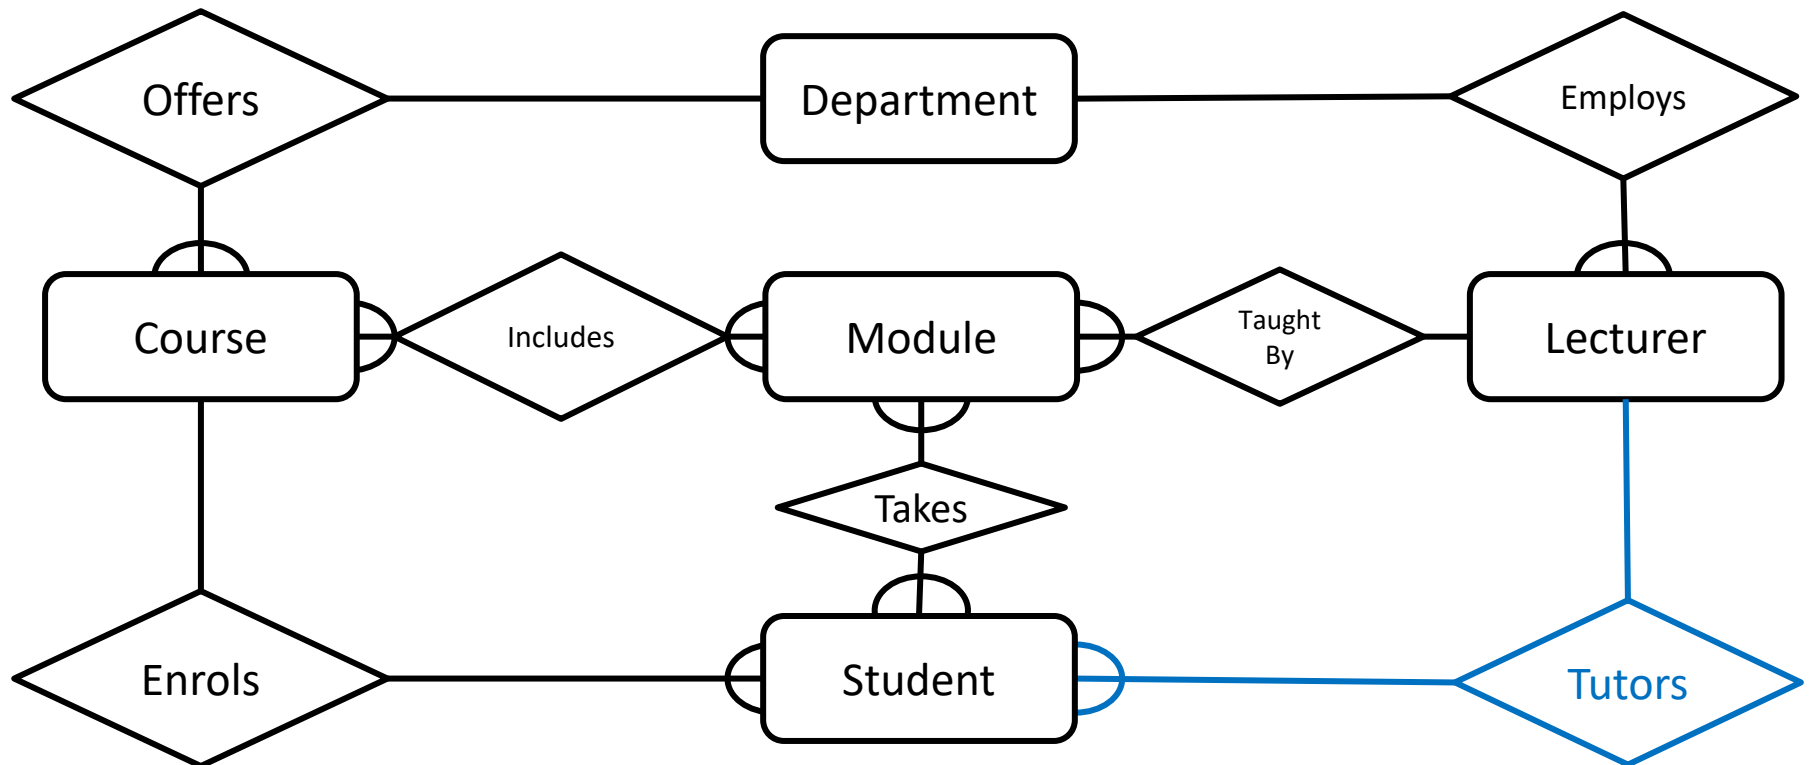 Offers
Department
Employs
Course
Includes
Module
Taught
By
Lecturer
Takes
Enrols
Student
Tutors